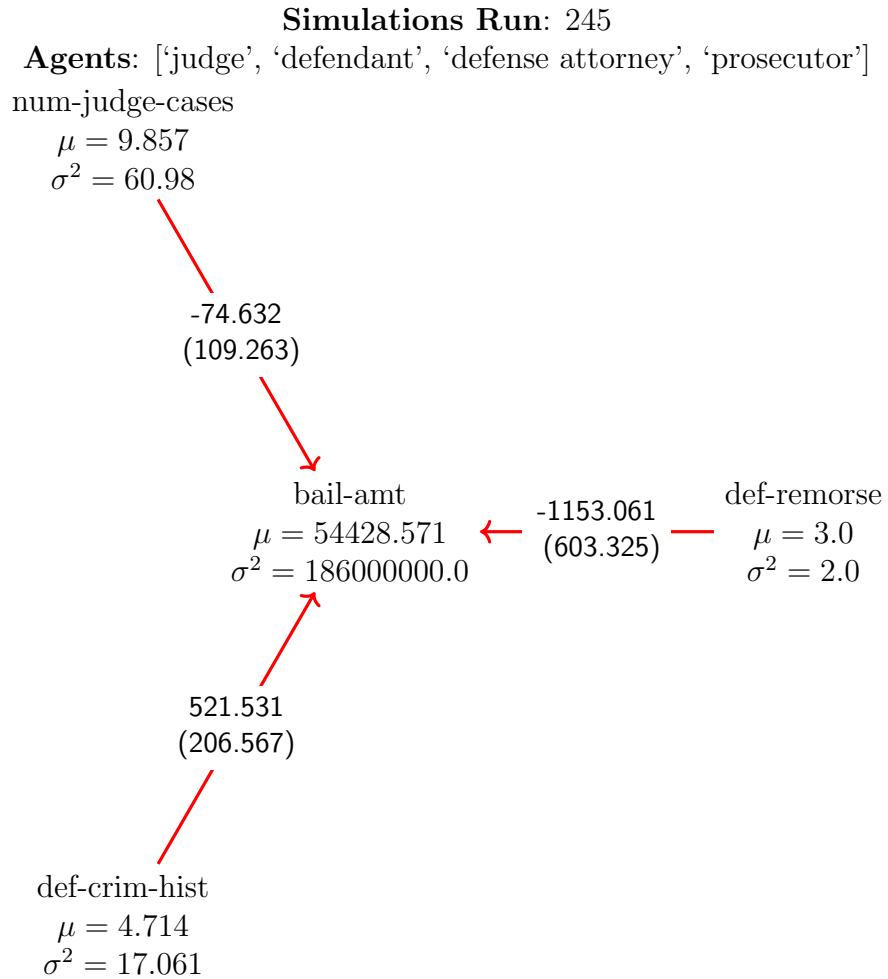 Simulations Run: 245
Agents: [‘judge’, ‘defendant’, ‘defense attorney’, ‘prosecutor’]
num-judge-cases
μ = 9.857
σ² = 60.98
-74.632
(109.263)
bail-amt
μ = 54428.571
σ² = 186000000.0
-1153.061
(603.325)
def-remorse
μ = 3.0
σ² = 2.0
521.531
(206.567)
def-crim-hist
μ = 4.714
σ² = 17.061